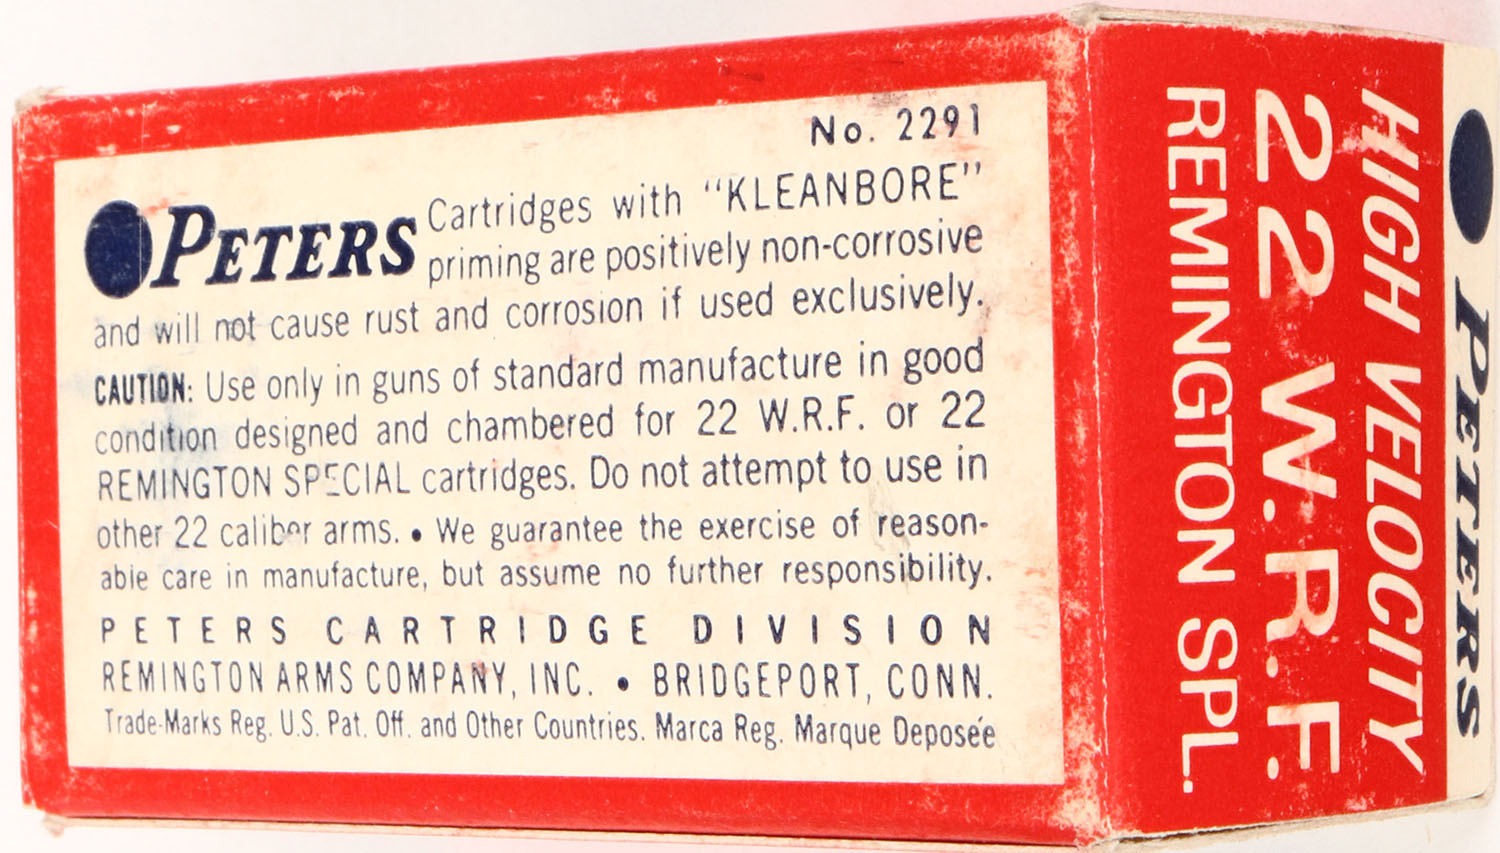 No. 2291
PETERS Cartridges with "KLEANBORE"
priming are positively non-corrosive
and will not cause rust and corrosion if used exclusively.
CAUTION: Use only in guns of standard manufacture in good
condition designed and chambered for 22 W.R.F. or 22
REMINGTON SPECIAL cartridges. Do not attempt to use in
other 22 caliber arms. • We guarantee the exercise of reason-
able care in manufacture, but assume no further responsibility.
PETERS CARTRIDGE DIVISION
REMINGTON ARMS COMPANY, INC. • BRIDGEPORT, CONN.
Trade-Marks Reg. U.S. Pat. Off. and Other Countries. Marca Reg. Marque Deposée
PETERS
HIGH VELOCITY
22 W.R.F.
REMINGTON SPL.